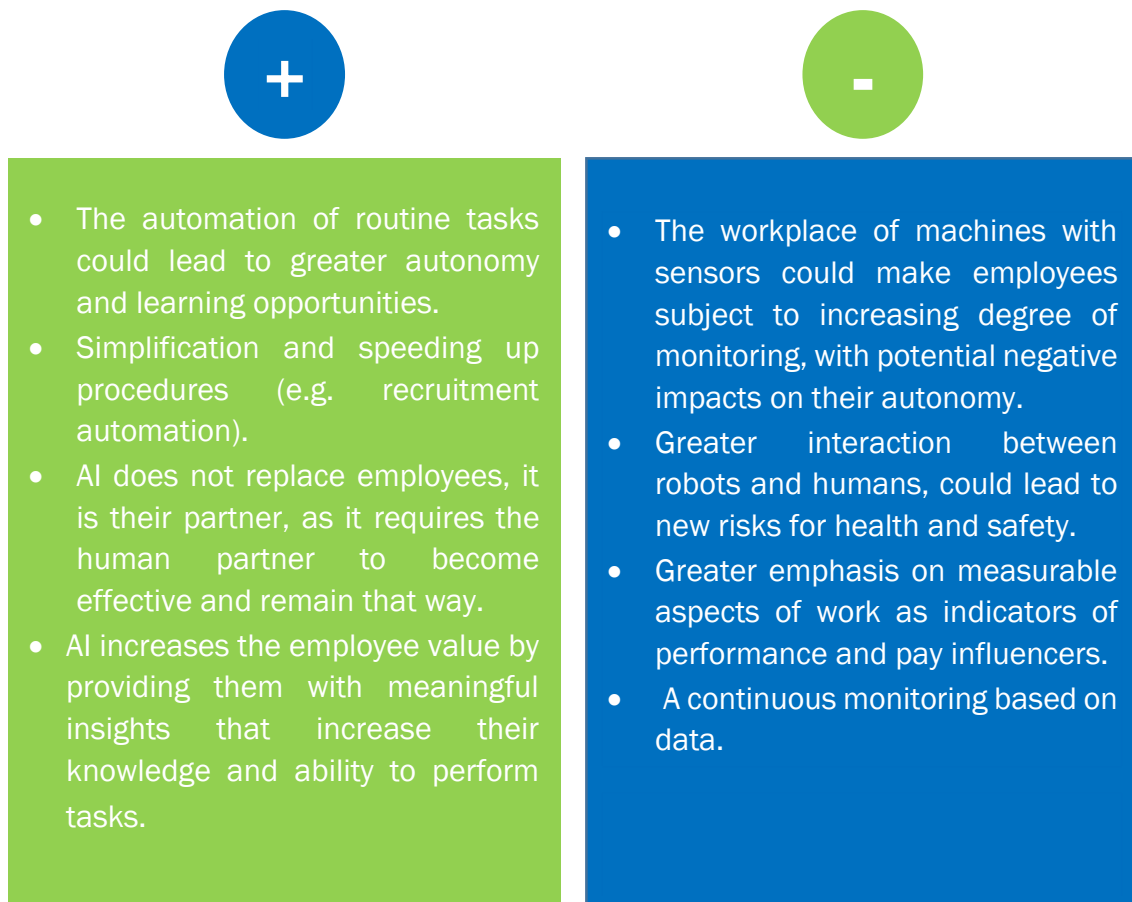 +
• The automation of routine tasks
could lead to greater autonomy
and learning opportunities.
• Simplification and speeding up
procedures (e.g. recruitment
automation).
• AI does not replace employees, it
is their partner, as it requires the
human partner to become
effective and remain that way.
• AI increases the employee value by
providing them with meaningful
insights that increase their
knowledge and ability to perform
tasks.
-
• The workplace of machines with
sensors could make employees
subject to increasing degree of
monitoring, with potential negative
impacts on their autonomy.
• Greater interaction between
robots and humans, could lead to
new risks for health and safety.
• Greater emphasis on measurable
aspects of work as indicators of
performance and pay influencers.
• A continuous monitoring based on
data.